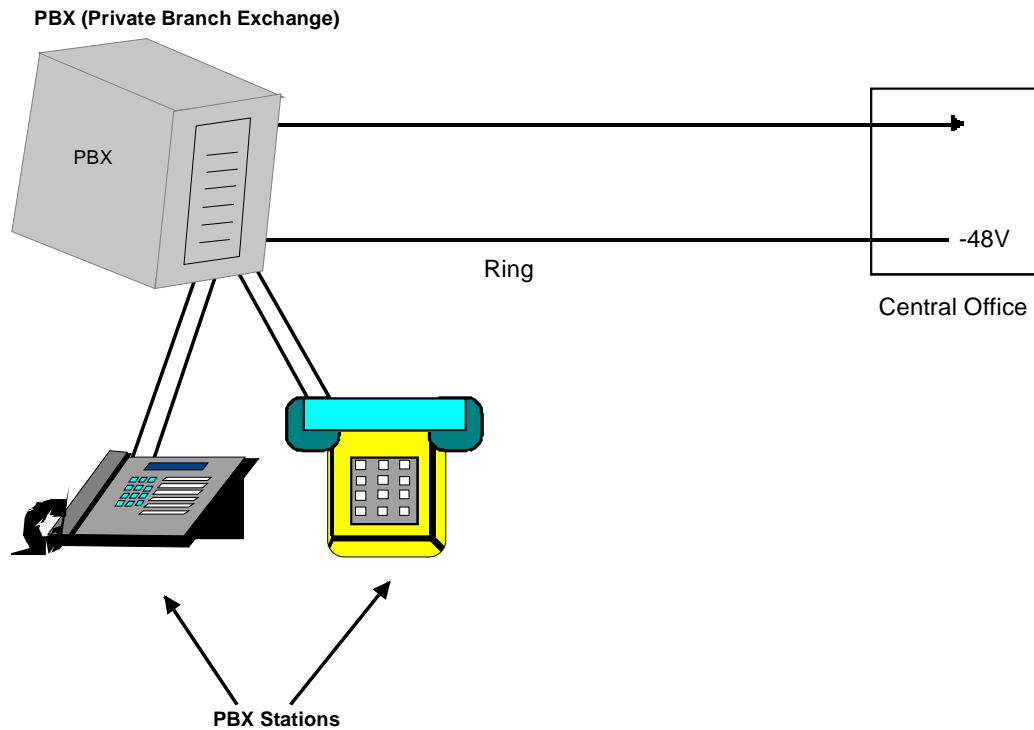 PBX (Private Branch Exchange)
PBX
-48V
Ring
Central Office
PBX Stations